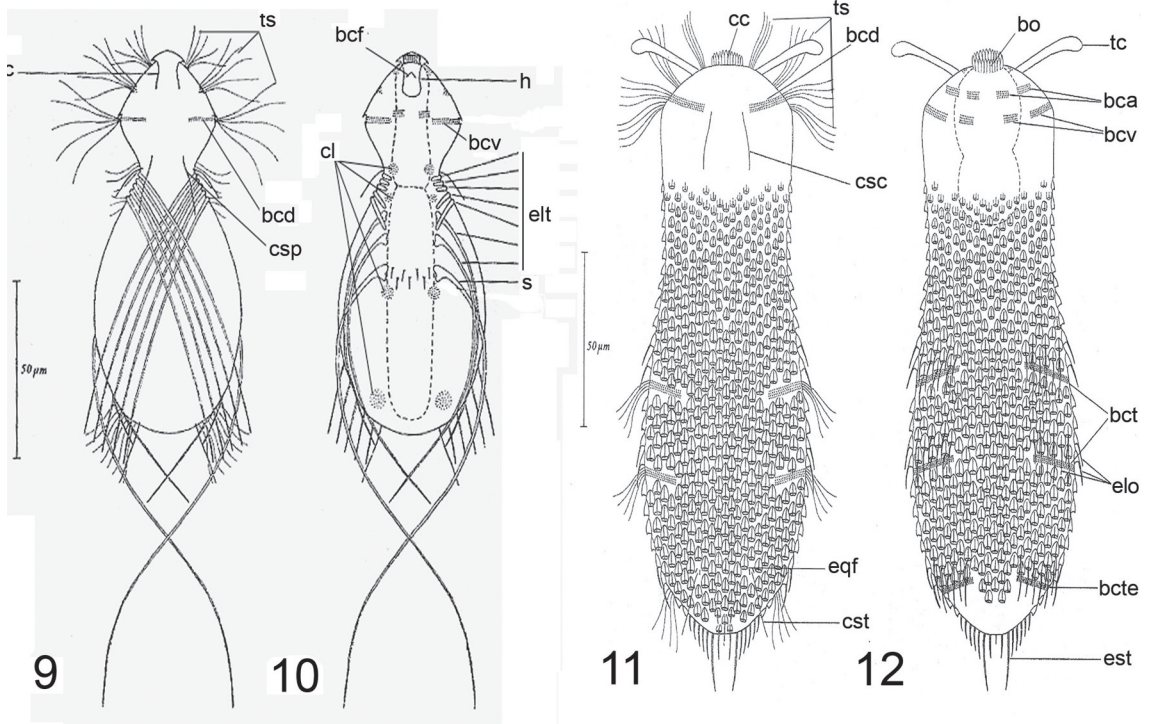 ts
c
bcd
csp
50 µm
9
bcf
h
bcv
cl
elt
s
10
cc
ts
bcd
csc
50 µm
eqf
cst
11
bo
tc
bca
bcv
bct
elo
bcte
est
12